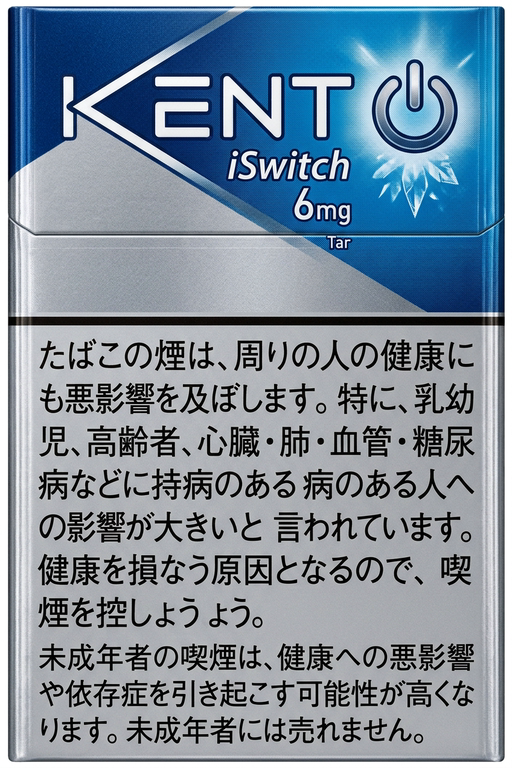 KENT
iSwitch
6mg
Tar
たばこの煙は、周りの人の健康に
も悪影響を及ぼします。特に、乳幼
児、高齢者、心臓・肺・血管・糖尿
病などに持病のある 病のある人へ
の影響が大きいと 言われています。
健康を損なう原因となるので、喫
煙を控しょう ょう。
未成年者の喫煙は、健康への悪影響
や依存症を引き起こす可能性が高くな
ります。未成年者には売れません。